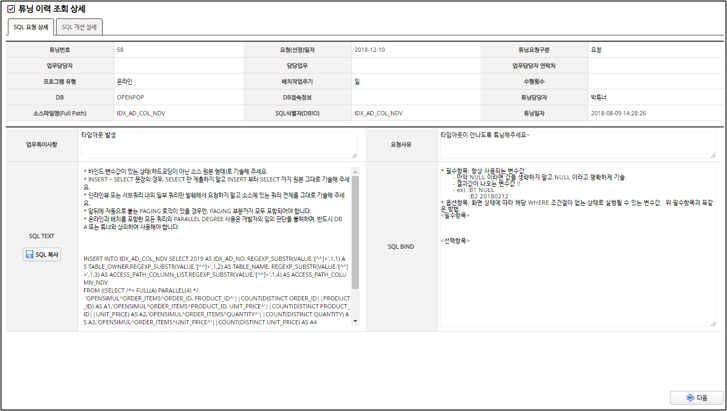 튜닝 이력 조회 상세
SQL 요청 상세 SQL 개선 상세
튜닝번호 58 요청(선정)일자 2018-12-10 튜닝요청구분 요청
업무담당자 담당업무 업무담당자 연락처
프로그램 유형 온라인 배치작업주기 일 수행횟수
DB OPENPOP DB접속정보 튜닝담당자 박튜너
소스파일명(Full Path) IDX_AD_COL_NDV SQL식별자(DBIO) IDX_AD_COL_NDV 튜닝일자 2018-08-09 14:28:26
업무특이사항 타임아웃 발생 요청사유 타임아웃이 안나도록 튜닝해주세요~
SQL TEXT
SQL 복사
* 바인드 변수값이 있는 상태(하드코딩이 아닌 소스 원본 형태)로 기술해 주세요.
* INSERT ~ SELECT 문장의 경우, SELECT 만 제출하지 말고 INSERT 부터 SELECT 까지 원본 그대로 기술해 주세
요.
* 인라인뷰 또는 서브쿼리 내의 일부 쿼리만 발췌해서 요청하지 말고 소스에 있는 쿼리 전체를 그대로 기술해 주세
요.
* 앞뒤에 자동으로 붙는 PAGING 로직이 있을 경우엔, PAGING 부분까지 모두 포함되어야 합니다.
* 온라인과 배치를 포함한 모든 쿼리의 PARALLEL DEGREE 사용은 개발자의 임의 판단을 불허하며, 반드시 DB
A 또는 튜너와 상의하여 사용해야 합니다.
INSERT INTO IDX_AD_COL_NDV SELECT 2019 AS IDX_AD_NO, REGEXP_SUBSTR(VALUE,'[^^]+',1,1) A
S TABLE_OWNER,REGEXP_SUBSTR(VALUE,'[^^]+',1,2) AS TABLE_NAME, REGEXP_SUBSTR(VALUE,'[^^]
+',1,3) AS ACCESS_PATH_COLUMN_LIST,REGEXP_SUBSTR(VALUE,'[^^]+',1,4) AS ACCESS_PATH_COLU
MN_NDV
FROM ((SELECT /*+ FULL(A) PARALLEL(4) */
'OPENSIMUL^ORDER_ITEMS^ORDER_ID, PRODUCT_ID^'||COUNT(DISTINCT ORDER_ID||PRODUCT
_ID) AS A1,'OPENSIMUL^ORDER_ITEMS^PRODUCT_ID, UNIT_PRICE^'||COUNT(DISTINCT PRODUCT_
ID||UNIT_PRICE) AS A2,'OPENSIMUL^ORDER_ITEMS^QUANTITY^'||COUNT(DISTINCT QUANTITY) A
S A3,'OPENSIMUL^ORDER_ITEMS^UNIT_PRICE^'||COUNT(DISTINCT UNIT_PRICE) AS A4
SQL BIND
* 필수항목: 항상 사용되는 변수값
- 만약 NULL 이라면 값을 생략하지 말고 NULL 이라고 명확하게 기술.
- 결과값이 나오는 변수값 !!
- ex) :B1 NULL
:B2 20180212
* 옵션항목: 화면 상태에 따라 해당 WHERE 조건절이 없는 상태로 실행될 수 있는 변수값. 위 필수항목과 동일
은 방법.
<필수항목>
<선택항목>
다음